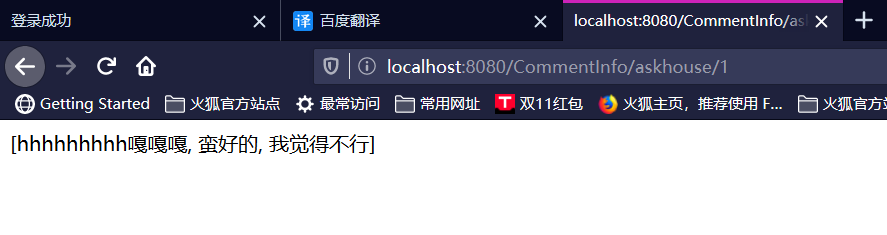 登录成功
译 百度翻译
localhost:8080/CommentInfo/ask
localhost:8080/CommentInfo/askhouse/1
Getting Started 火狐官方站点 最常访问 常用网址 T 双11红包 火狐主页，推荐使用 F... 火狐官方站
[hhhhhhhhh嘎嘎嘎, 蛮好的, 我觉得不行]